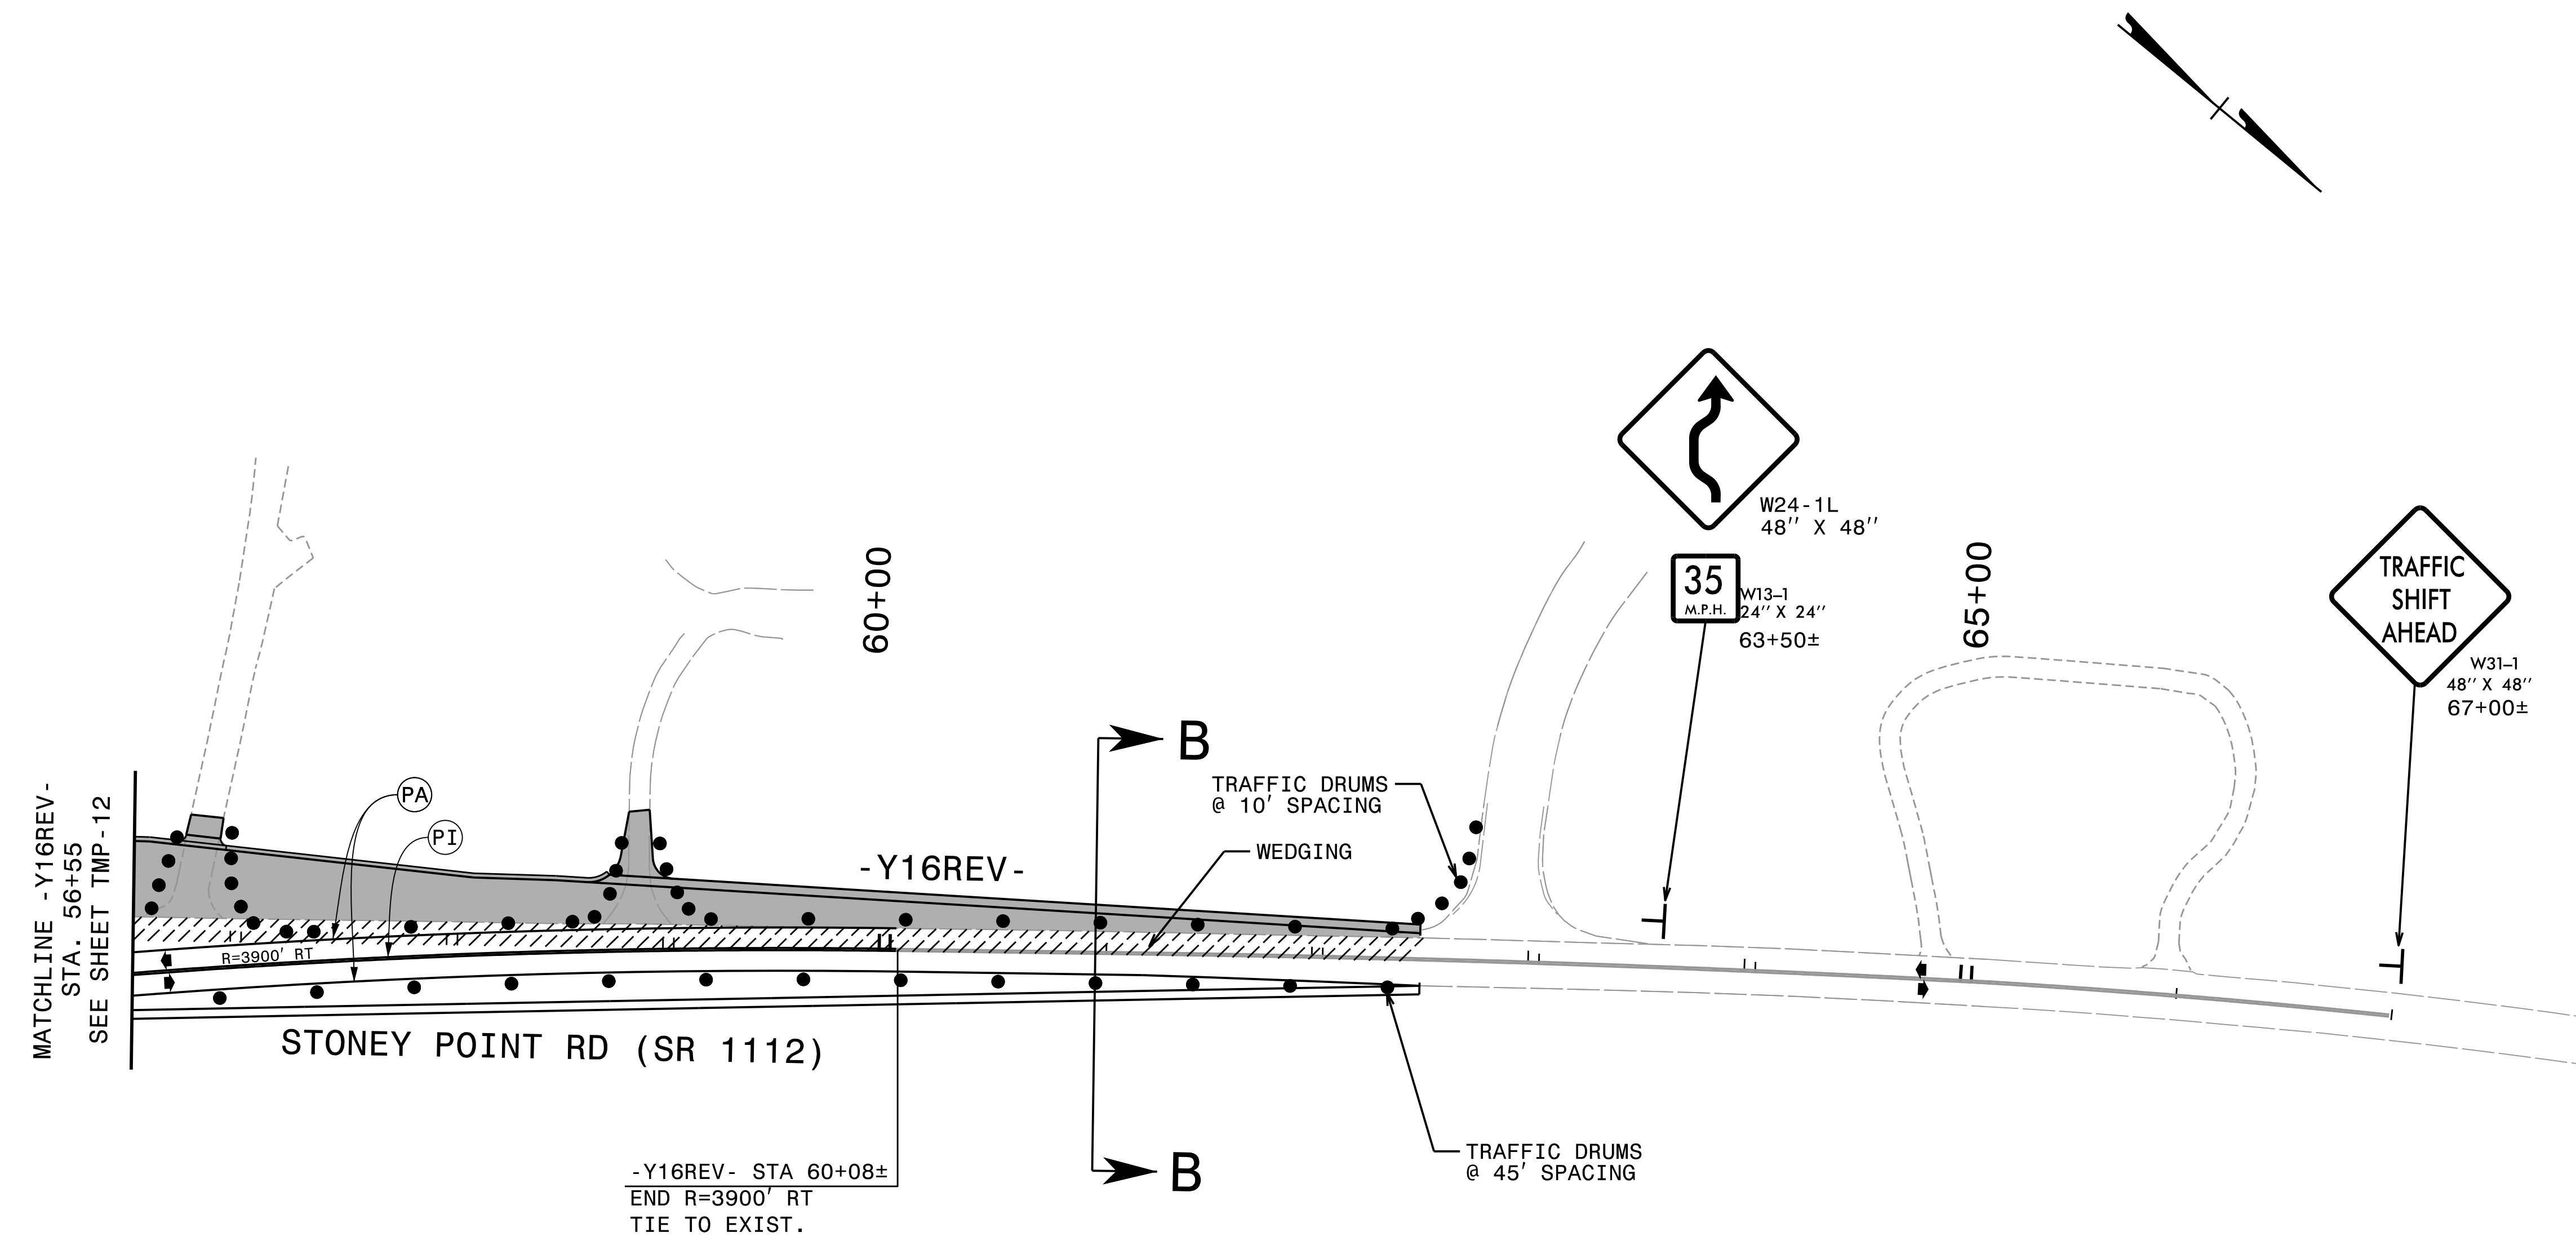 W24-1L
48'' X 48''
35
M.P.H.
W13-1
24'' X 24''
63+50±
60+00
65+00
TRAFFIC
SHIFT
AHEAD
W31-1
48'' X 48''
67+00±
B
TRAFFIC DRUMS
@ 10' SPACING
WEDGING
PA
PI
-Y16REV-
MATCHLINE -Y16REV-
STA. 56+55
SEE SHEET TMP-12
R=3900' RT
STONEY POINT RD (SR 1112)
-Y16REV- STA 60+08±
END R=3900' RT
TIE TO EXIST.
B
TRAFFIC DRUMS
@ 45' SPACING